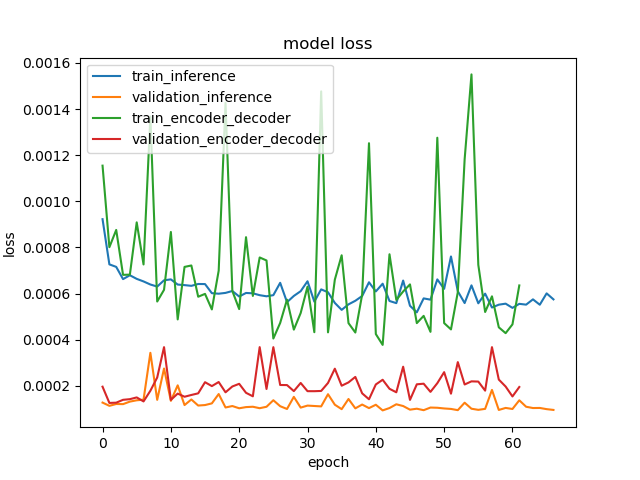 model loss
train_inference
validation_inference
train_encoder_decoder
validation_encoder_decoder
loss
0.0016
0.0014
0.0012
0.0010
0.0008
0.0006
0.0004
0.0002
0 10 20 30 40 50 60
epoch